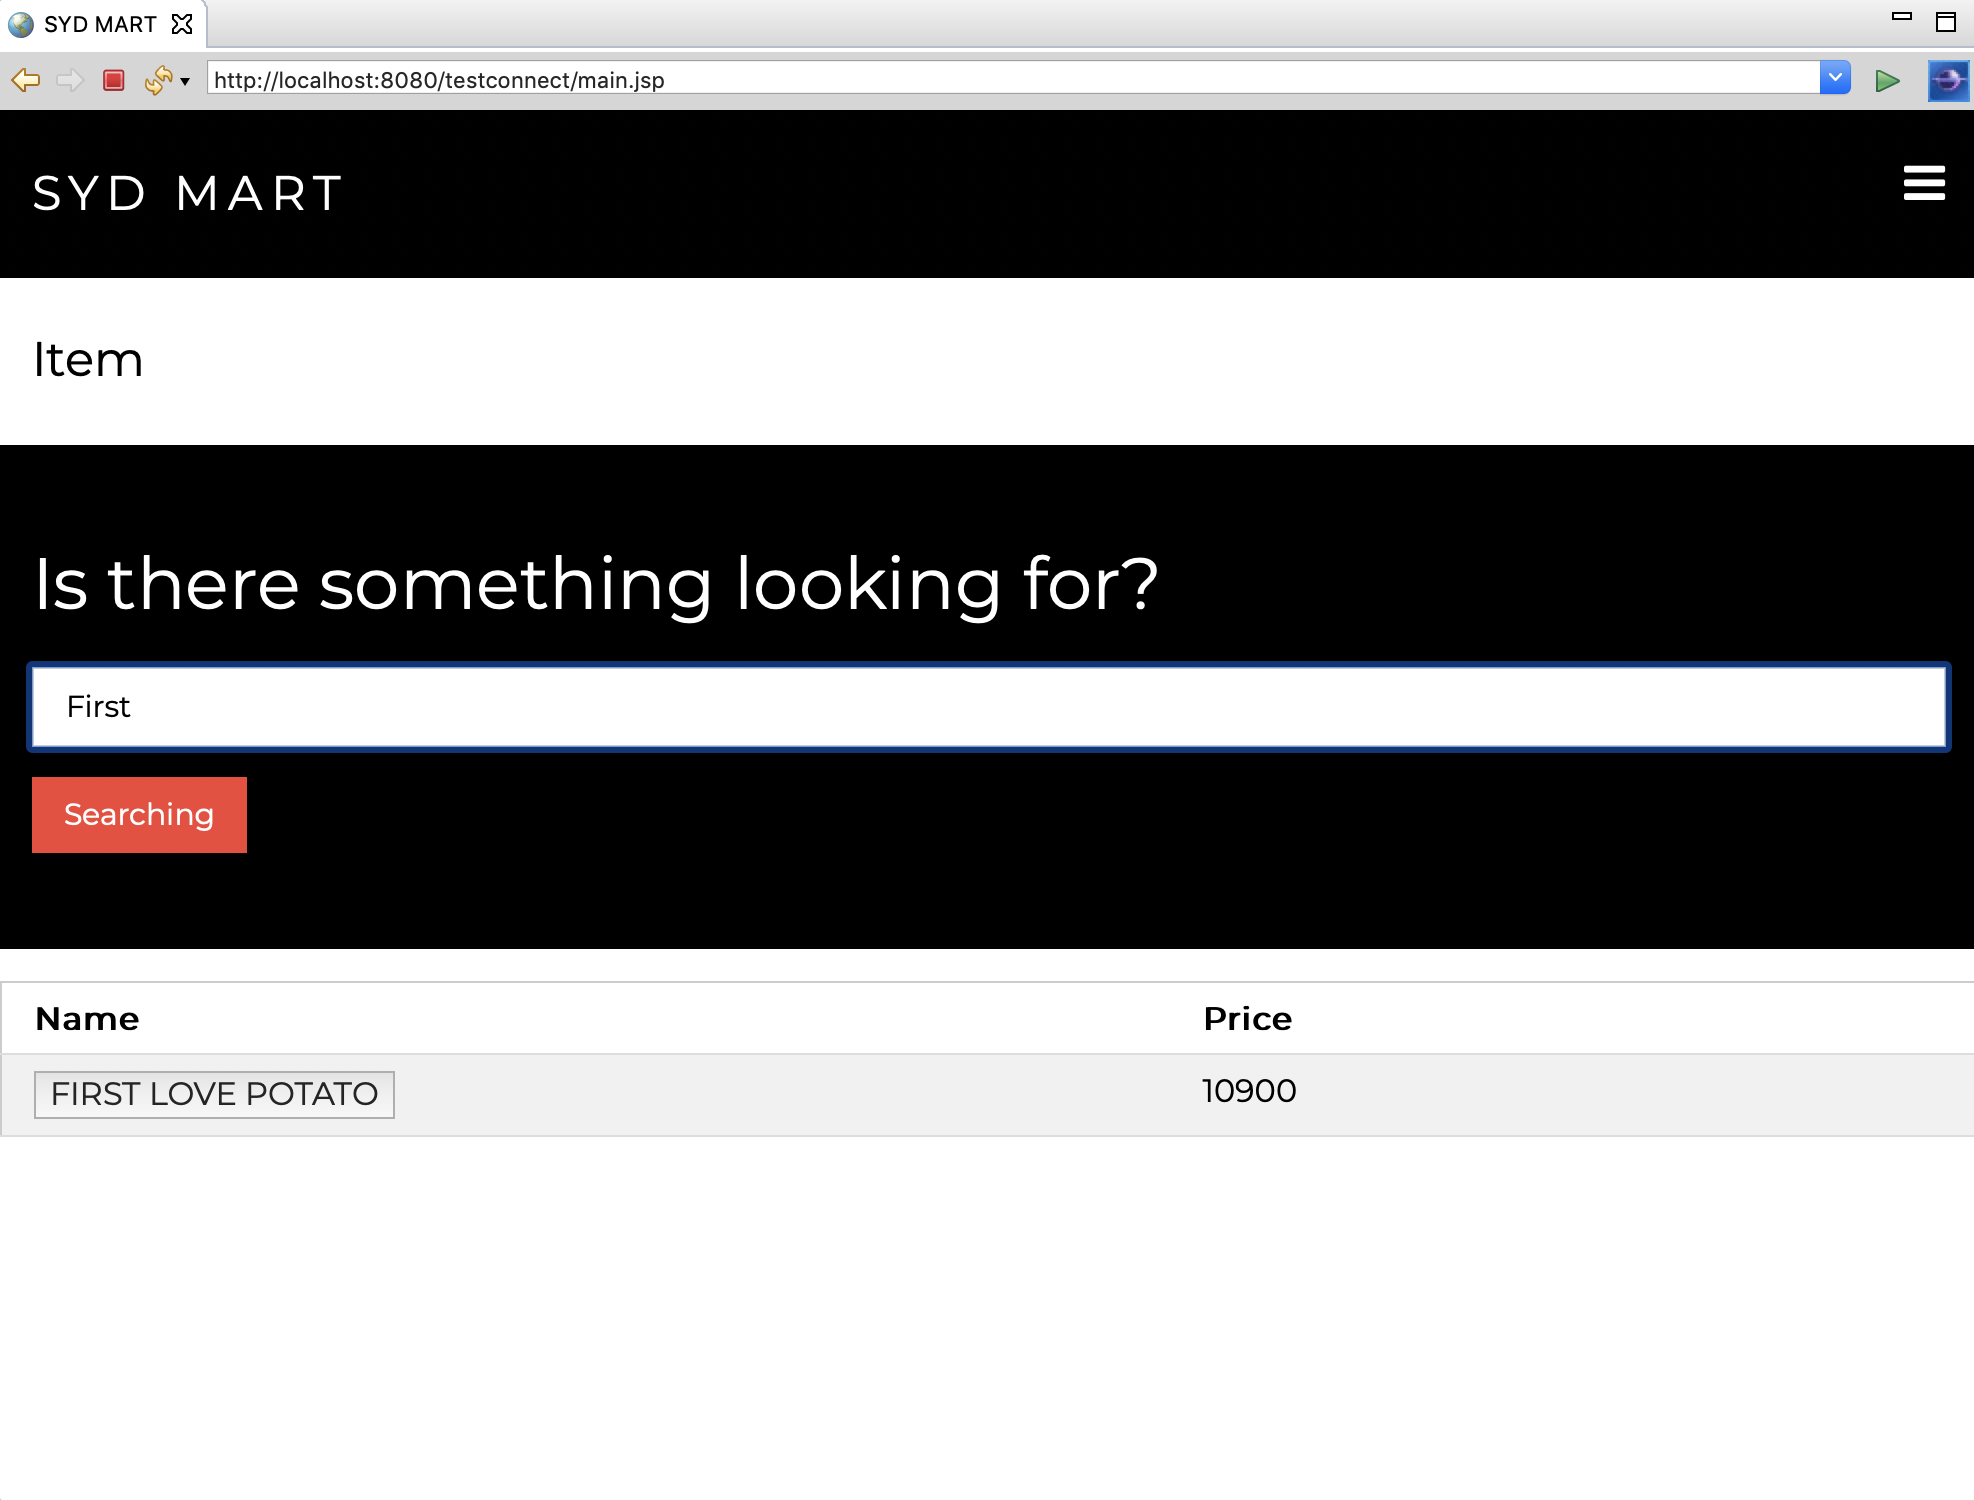 SYD MART
http://localhost:8080/testconnect/main.jsp
SYD MART
Item
Is there something looking for?
First
Searching
Name Price
FIRST LOVE POTATO 10900